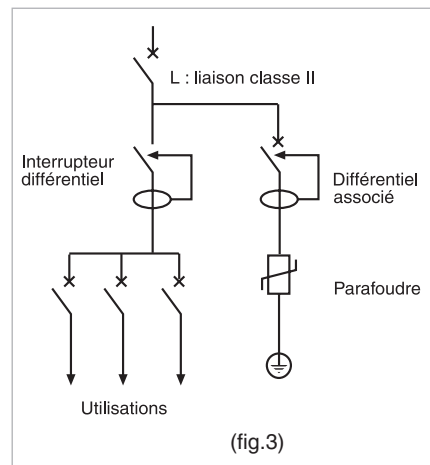 L : liaison classe II
Interrupteur
différentiel
Différentiel
associé
Parafoudre
Utilisations
(fig.3)